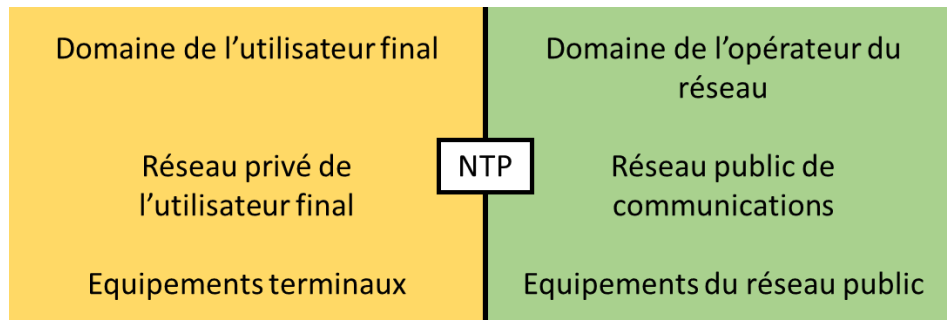 Domaine de l’utilisateur final
Domaine de l’opérateur du
réseau
Réseau privé de
l’utilisateur final
NTP
Réseau public de
communications
Equipements terminaux
Equipements du réseau public